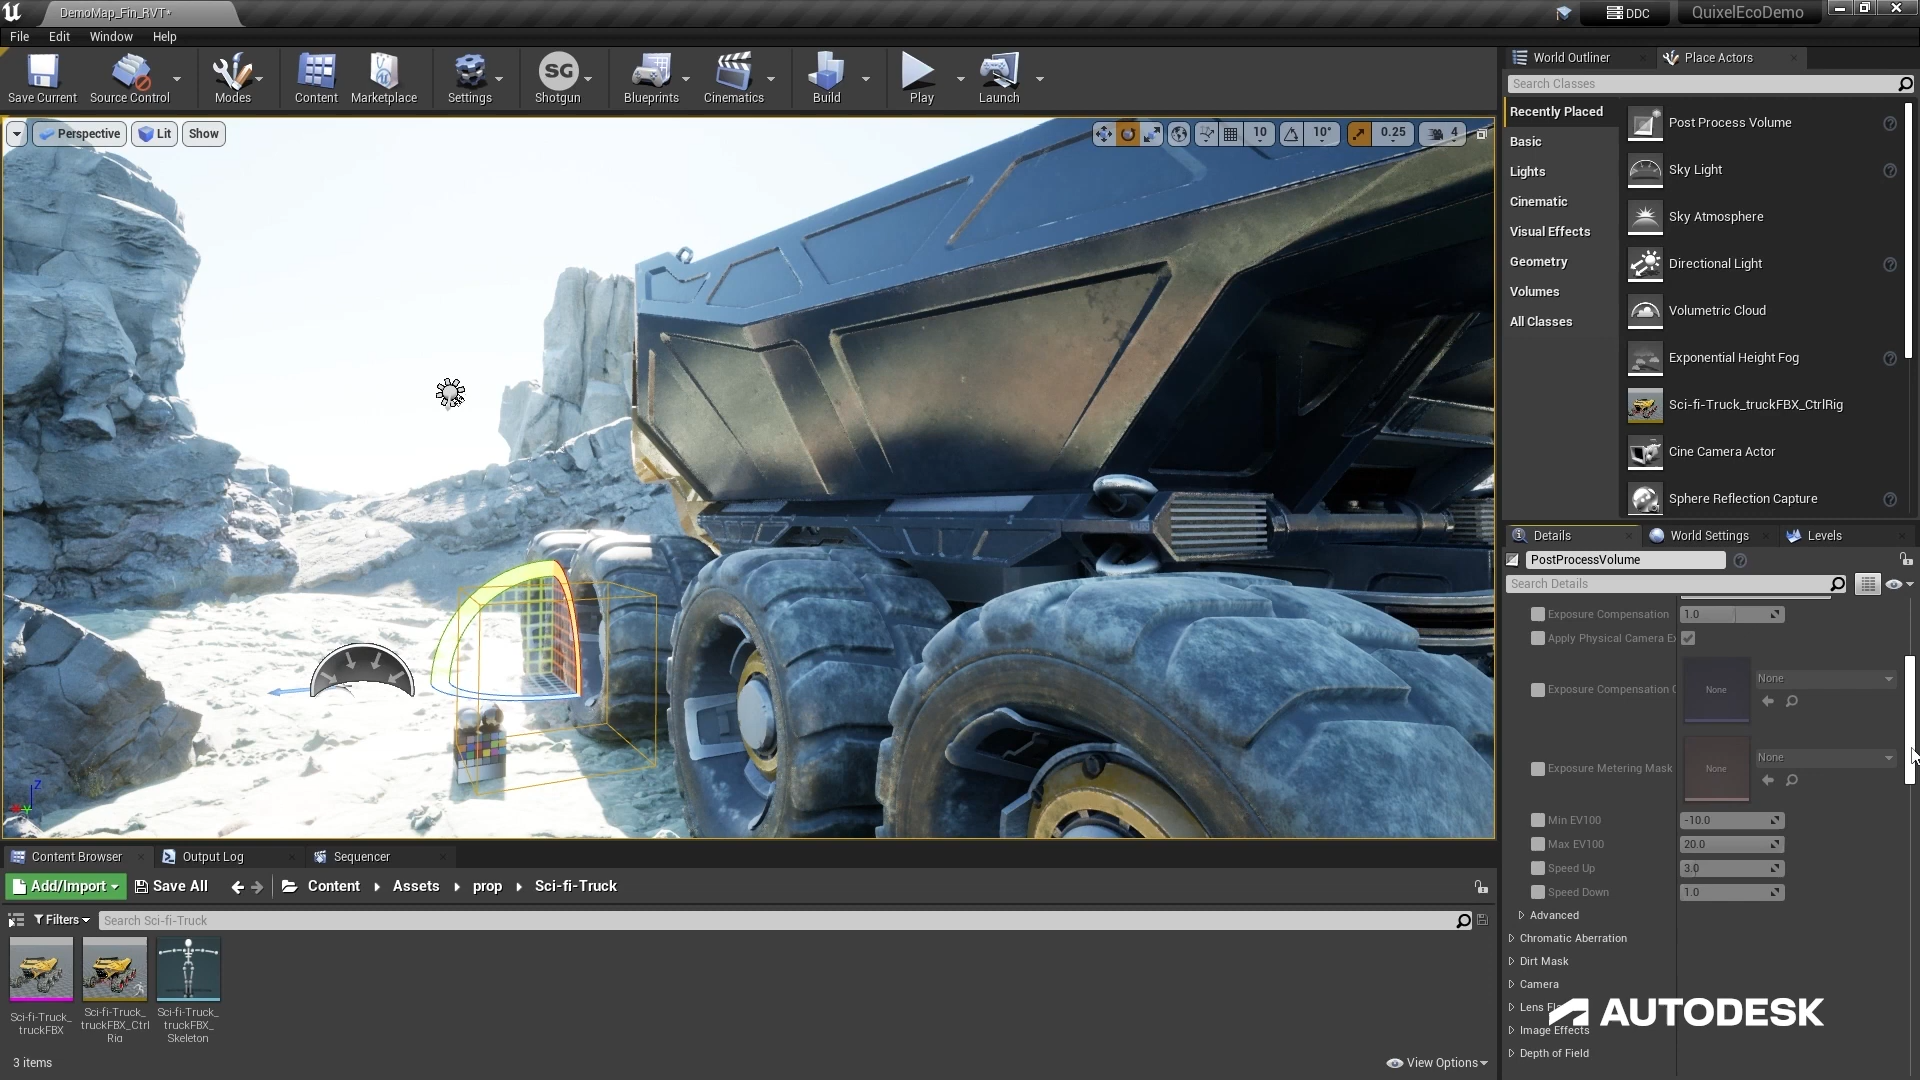 DemoMap_Fin_RVT*
DDC
QuixelEcoDemo
File Edit Window Help
Save Current
Source Control
Modes
Content
Marketplace
Settings
SG
Shotgun
Blueprints
Cinematics
Build
Play
Launch
World Outliner
Place Actors
Search Classes
Perspective
Lit
Show
10
10°
0.25
4
Recently Placed
Basic
Lights
Cinematic
Visual Effects
Geometry
Volumes
All Classes
Post Process Volume
Sky Light
Sky Atmosphere
Directional Light
Volumetric Cloud
Exponential Height Fog
Sci-fi-Truck_truckFBX_CtrlRig
Cine Camera Actor
Sphere Reflection Capture
Details
World Settings
Levels
PostProcessVolume
Search Details
Exposure Compensation 1.0
Apply Physical Camera Ex
Exposure Compensation C
None
None
Exposure Metering Mask
None
None
Min EV100 -10.0
Max EV100 20.0
Speed Up 3.0
Speed Down 1.0
Advanced
Chromatic Aberration
Dirt Mask
Camera
Lens Fl
Image Effects
Depth of Field
AUTODESK
Z
Content Browser
Output Log
Sequencer
Add/Import
Save All
Content
Assets
prop
Sci-fi-Truck
Filters
Search Sci-fi-Truck
Sci-fi-Truck_
truckFBX
Sci-fi-Truck_
truckFBX_Ctrl
Rig
Sci-fi-Truck_
truckFBX_
Skeleton
3 items
View Options